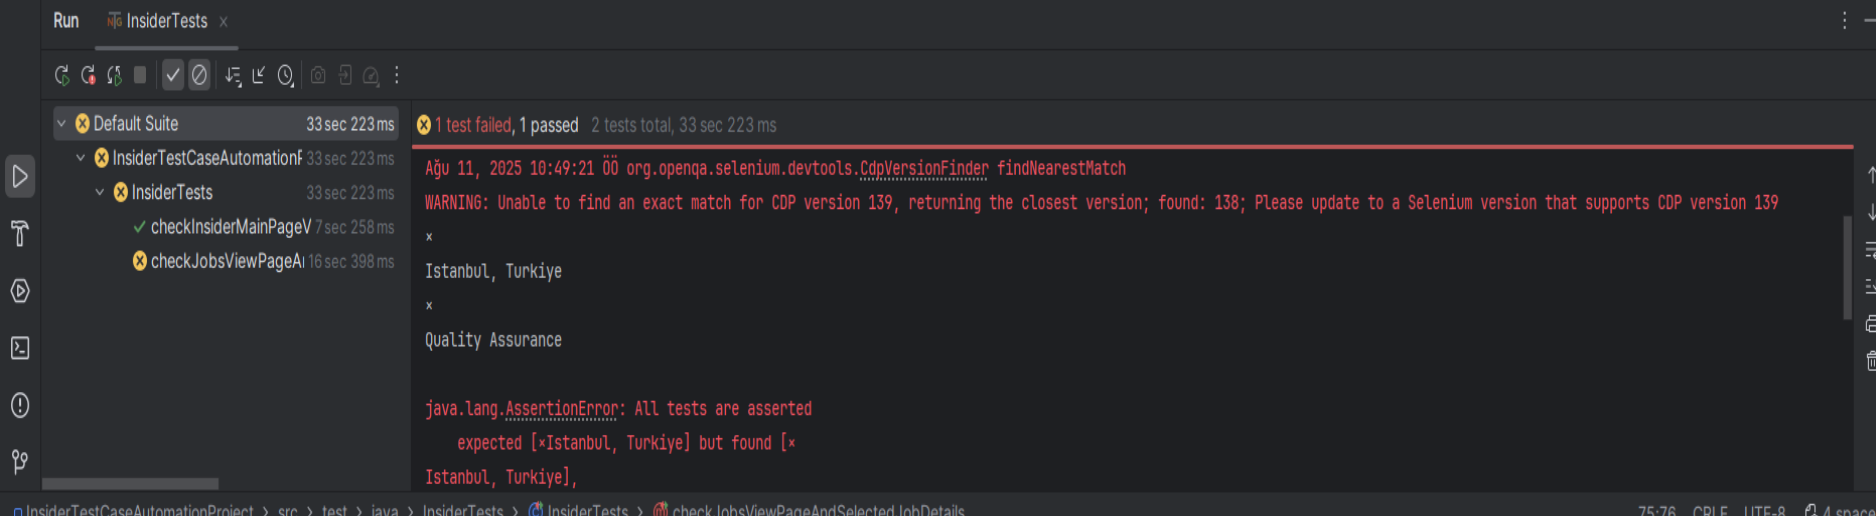 Run InsiderTests ×
Default Suite 33 sec 223 ms
InsiderTestCaseAutomationF 33 sec 223 ms
InsiderTests 33 sec 223 ms
checkInsiderMainPageV 7 sec 258 ms
checkJobsViewPageAn 16 sec 398 ms
1 test failed, 1 passed 2 tests total, 33 sec 223 ms
Ağu 11, 2025 10:49:21 ÖÖ org.openqa.selenium.devtools.CdpVersionFinder findNearestMatch
WARNING: Unable to find an exact match for CDP version 139, returning the closest version; found: 138; Please update to a Selenium version that supports CDP version 139
×
Istanbul, Turkiye
×
Quality Assurance
java.lang.AssertionError: All tests are asserted
expected [×Istanbul, Turkiye] but found [×
Istanbul, Turkiye],
InsiderTestCaseAutomationProject > src > test > java > InsiderTests > InsiderTests > checkJobsViewPageAndSelectedJobDetails 75:76 CRLF UTF-8 4 space